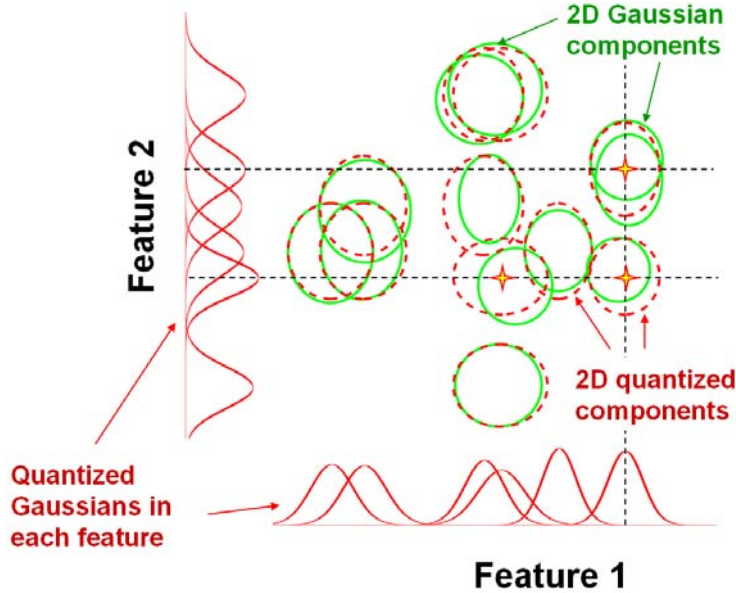 2D Gaussian
components
Feature 2
2D quantized
components
Quantized
Gaussians in
each feature
Feature 1